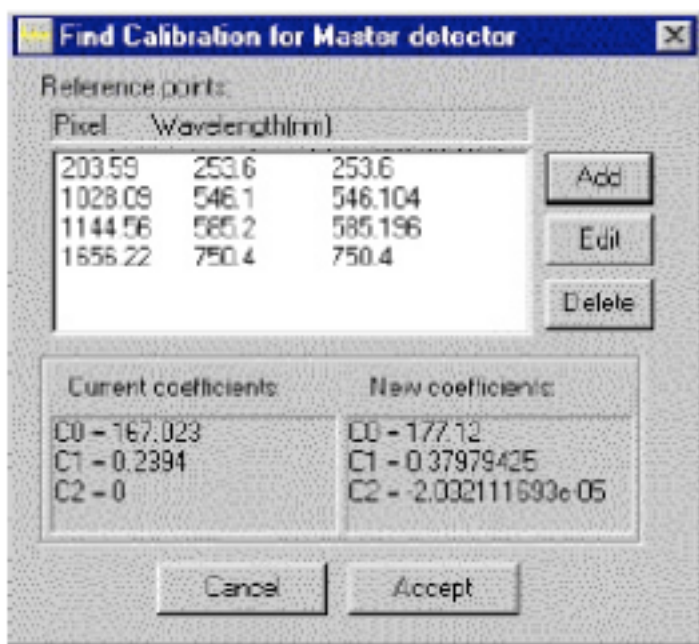 Find Calibration for Master detector
Reference points:
Pixel Wavelength(nm)
203.59 253.6 253.6
1028.09 546.1 546.104
1144.56 585.2 585.196
1656.22 750.4 750.4
Add
Edit
Delete
Current coefficients:
C0 = 167.023
C1 = 0.2394
C2 = 0
New coefficients:
C0 = 177.12
C1 = 0.37979425
C2 = -2.032111693e-05
Cancel
Accept